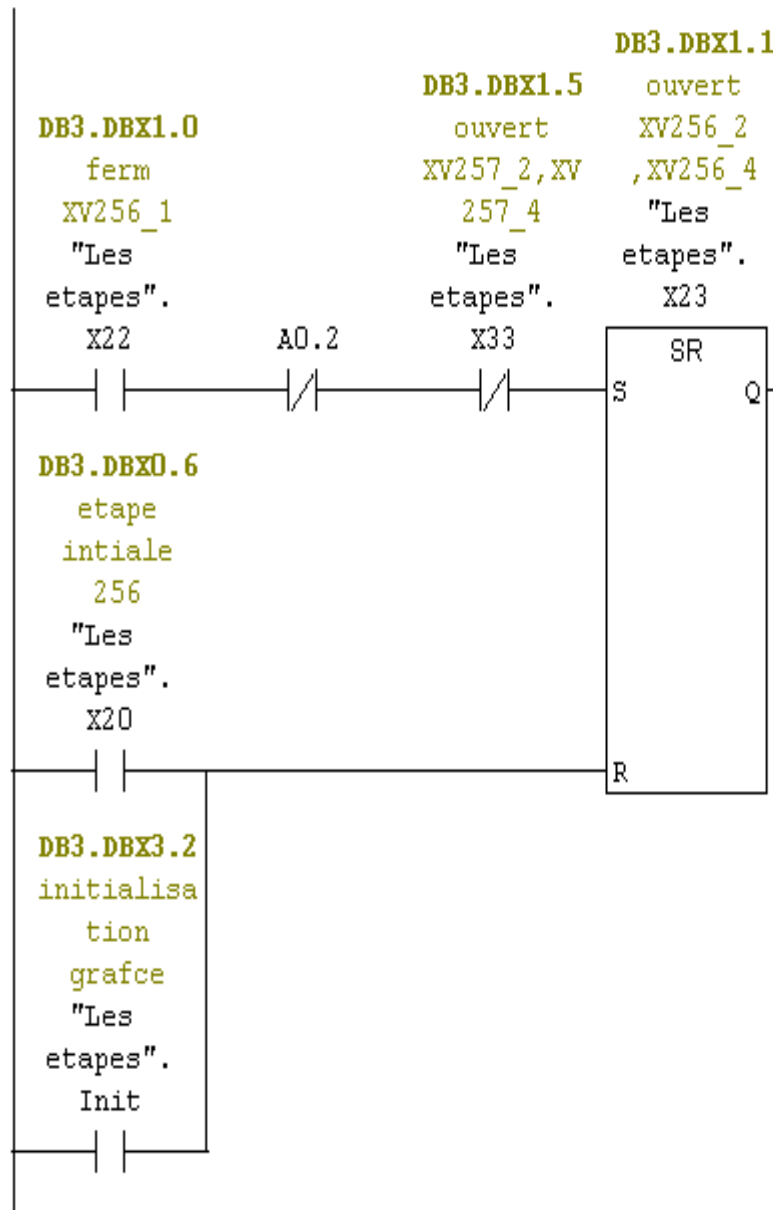 DB3.DBX1.1
ouvert
XV256_2
,XV256_4
"Les
etapes".
X23
DB3.DBX1.5
ouvert
XV257_2,XV
257_4
"Les
etapes".
X33
DB3.DBX1.0
ferm
XV256_1
"Les
etapes".
X22
A0.2
SR
S
Q
DB3.DBX0.6
etape
intiale
256
"Les
etapes".
X20
R
DB3.DBX3.2
initialisa
tion
grafce
"Les
etapes".
Init